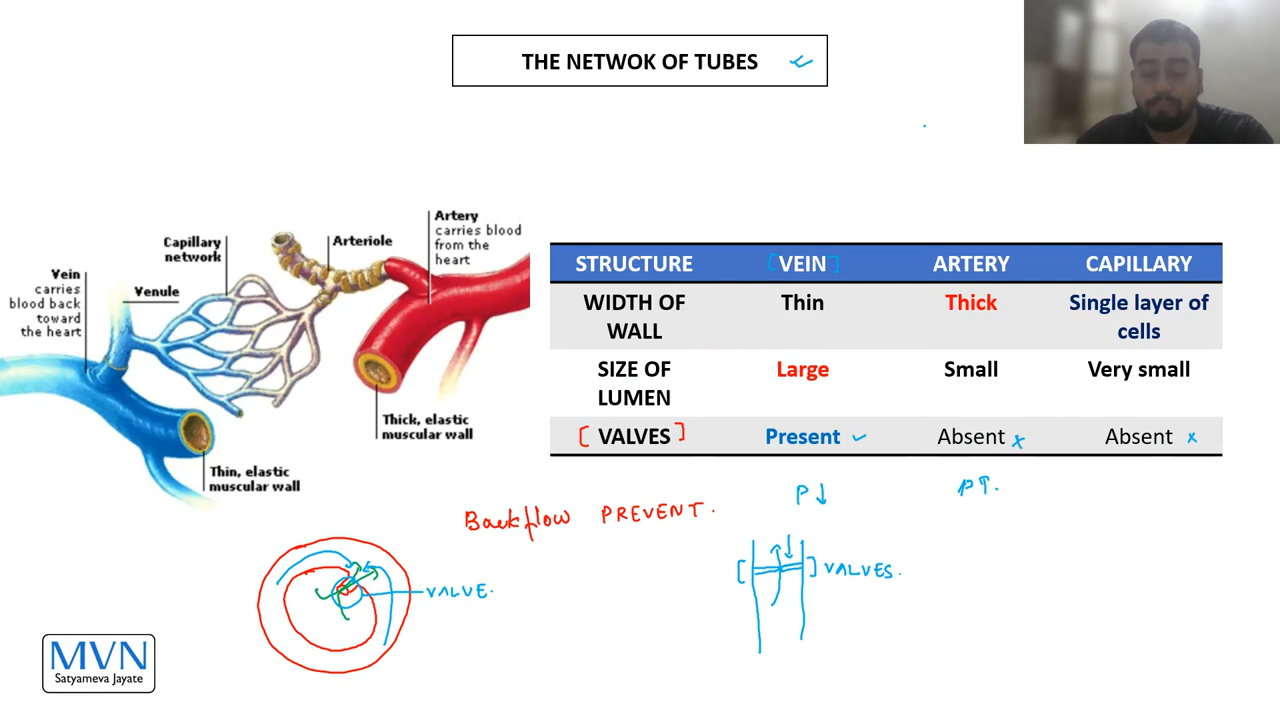 THE NETWOK OF TUBES
Artery
carries blood
from the
heart
Arteriole
Capillary
network
Vein
carries
blood back
toward
the heart
Venule
Thick, elastic
muscular wall
Thin, elastic
muscular wall
STRUCTURE [VEIN] ARTERY CAPILLARY
WIDTH OF WALL Thin Thick Single layer of cells
SIZE OF LUMEN Large Small Very small
[VALVES] Present Absent x Absent x
P↓ P↑.
Backflow PREVENT.
VALVE.
[ ] VALVES.
MVN
Satyameva Jayate